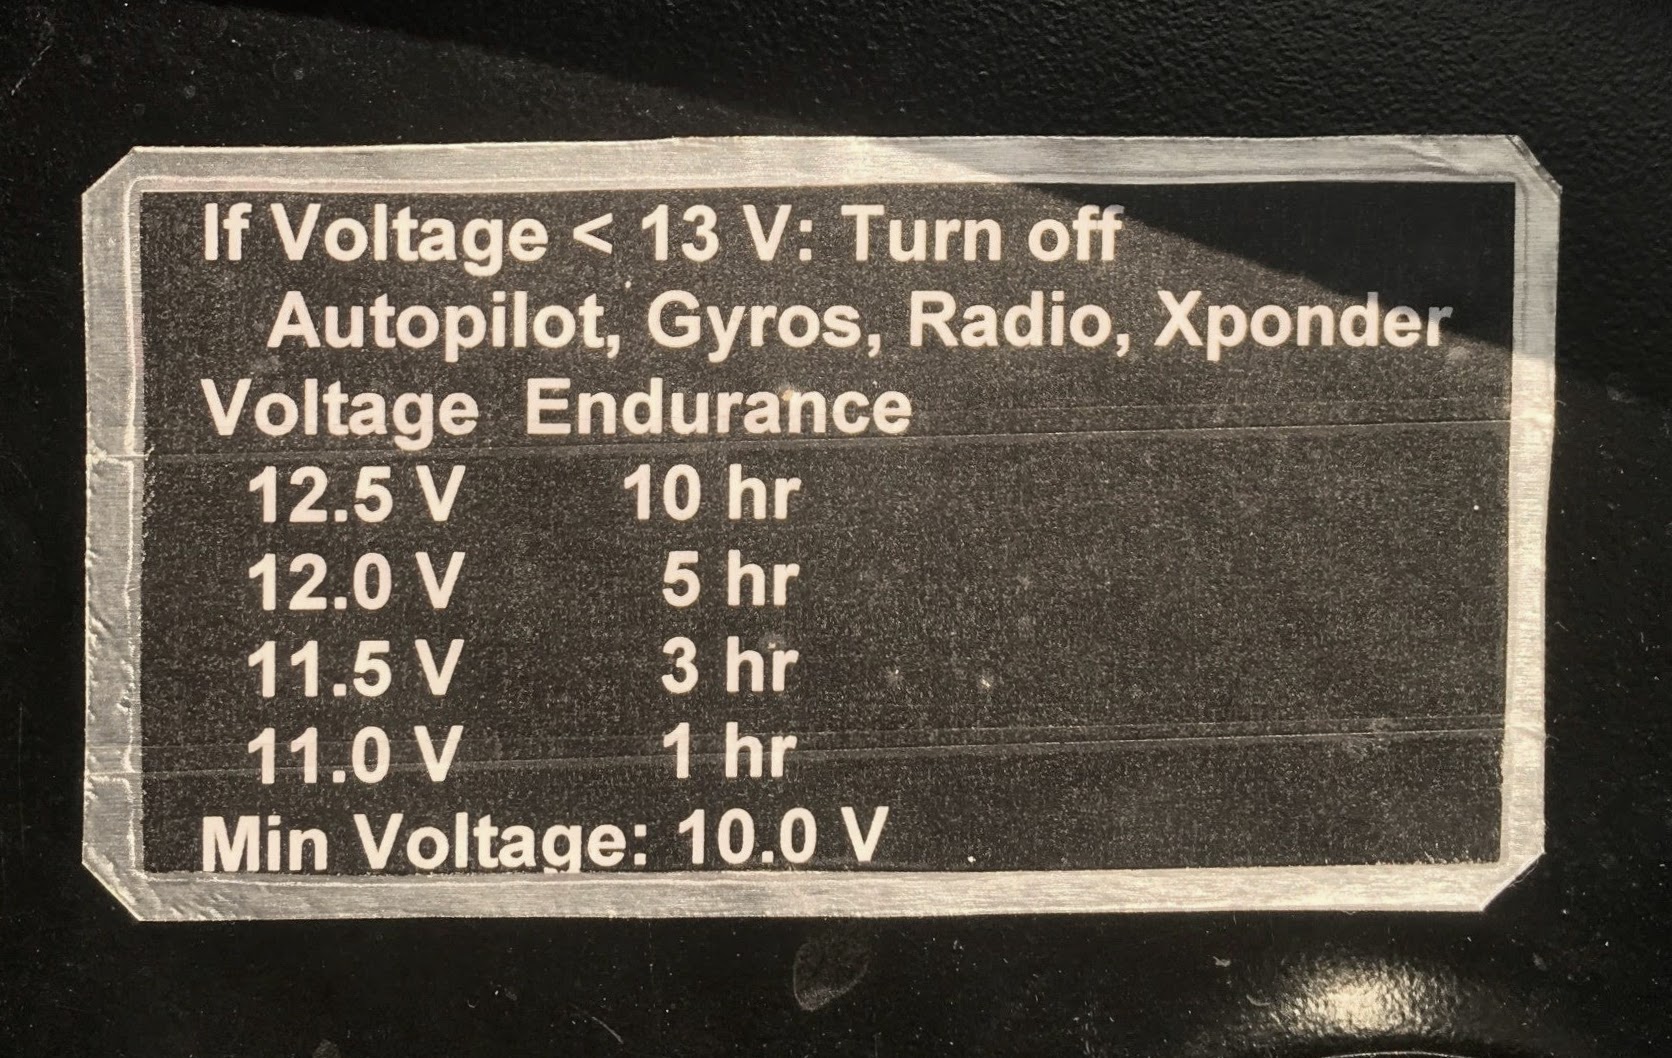 If Voltage < 13 V: Turn off
Autopilot, Gyros, Radio, Xponder
Voltage Endurance
12.5 V 10 hr
12.0 V 5 hr
11.5 V 3 hr
11.0 V 1 hr
Min Voltage: 10.0 V